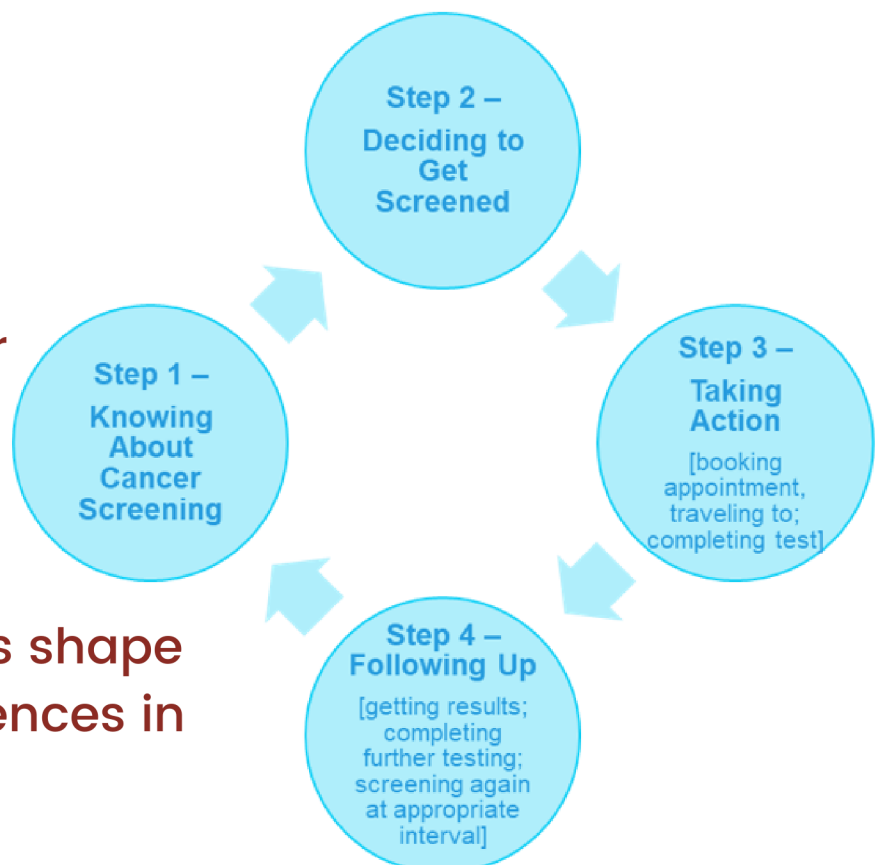 Step 2 –
Deciding to
Get
Screened
Step 1 –
Knowing
About
Cancer
Screening
Step 3 –
Taking
Action
[booking
appointment,
traveling to;
completing test]
s shape
ences in
Step 4 –
Following Up
[getting results;
completing
further testing;
screening again
at appropriate
interval]